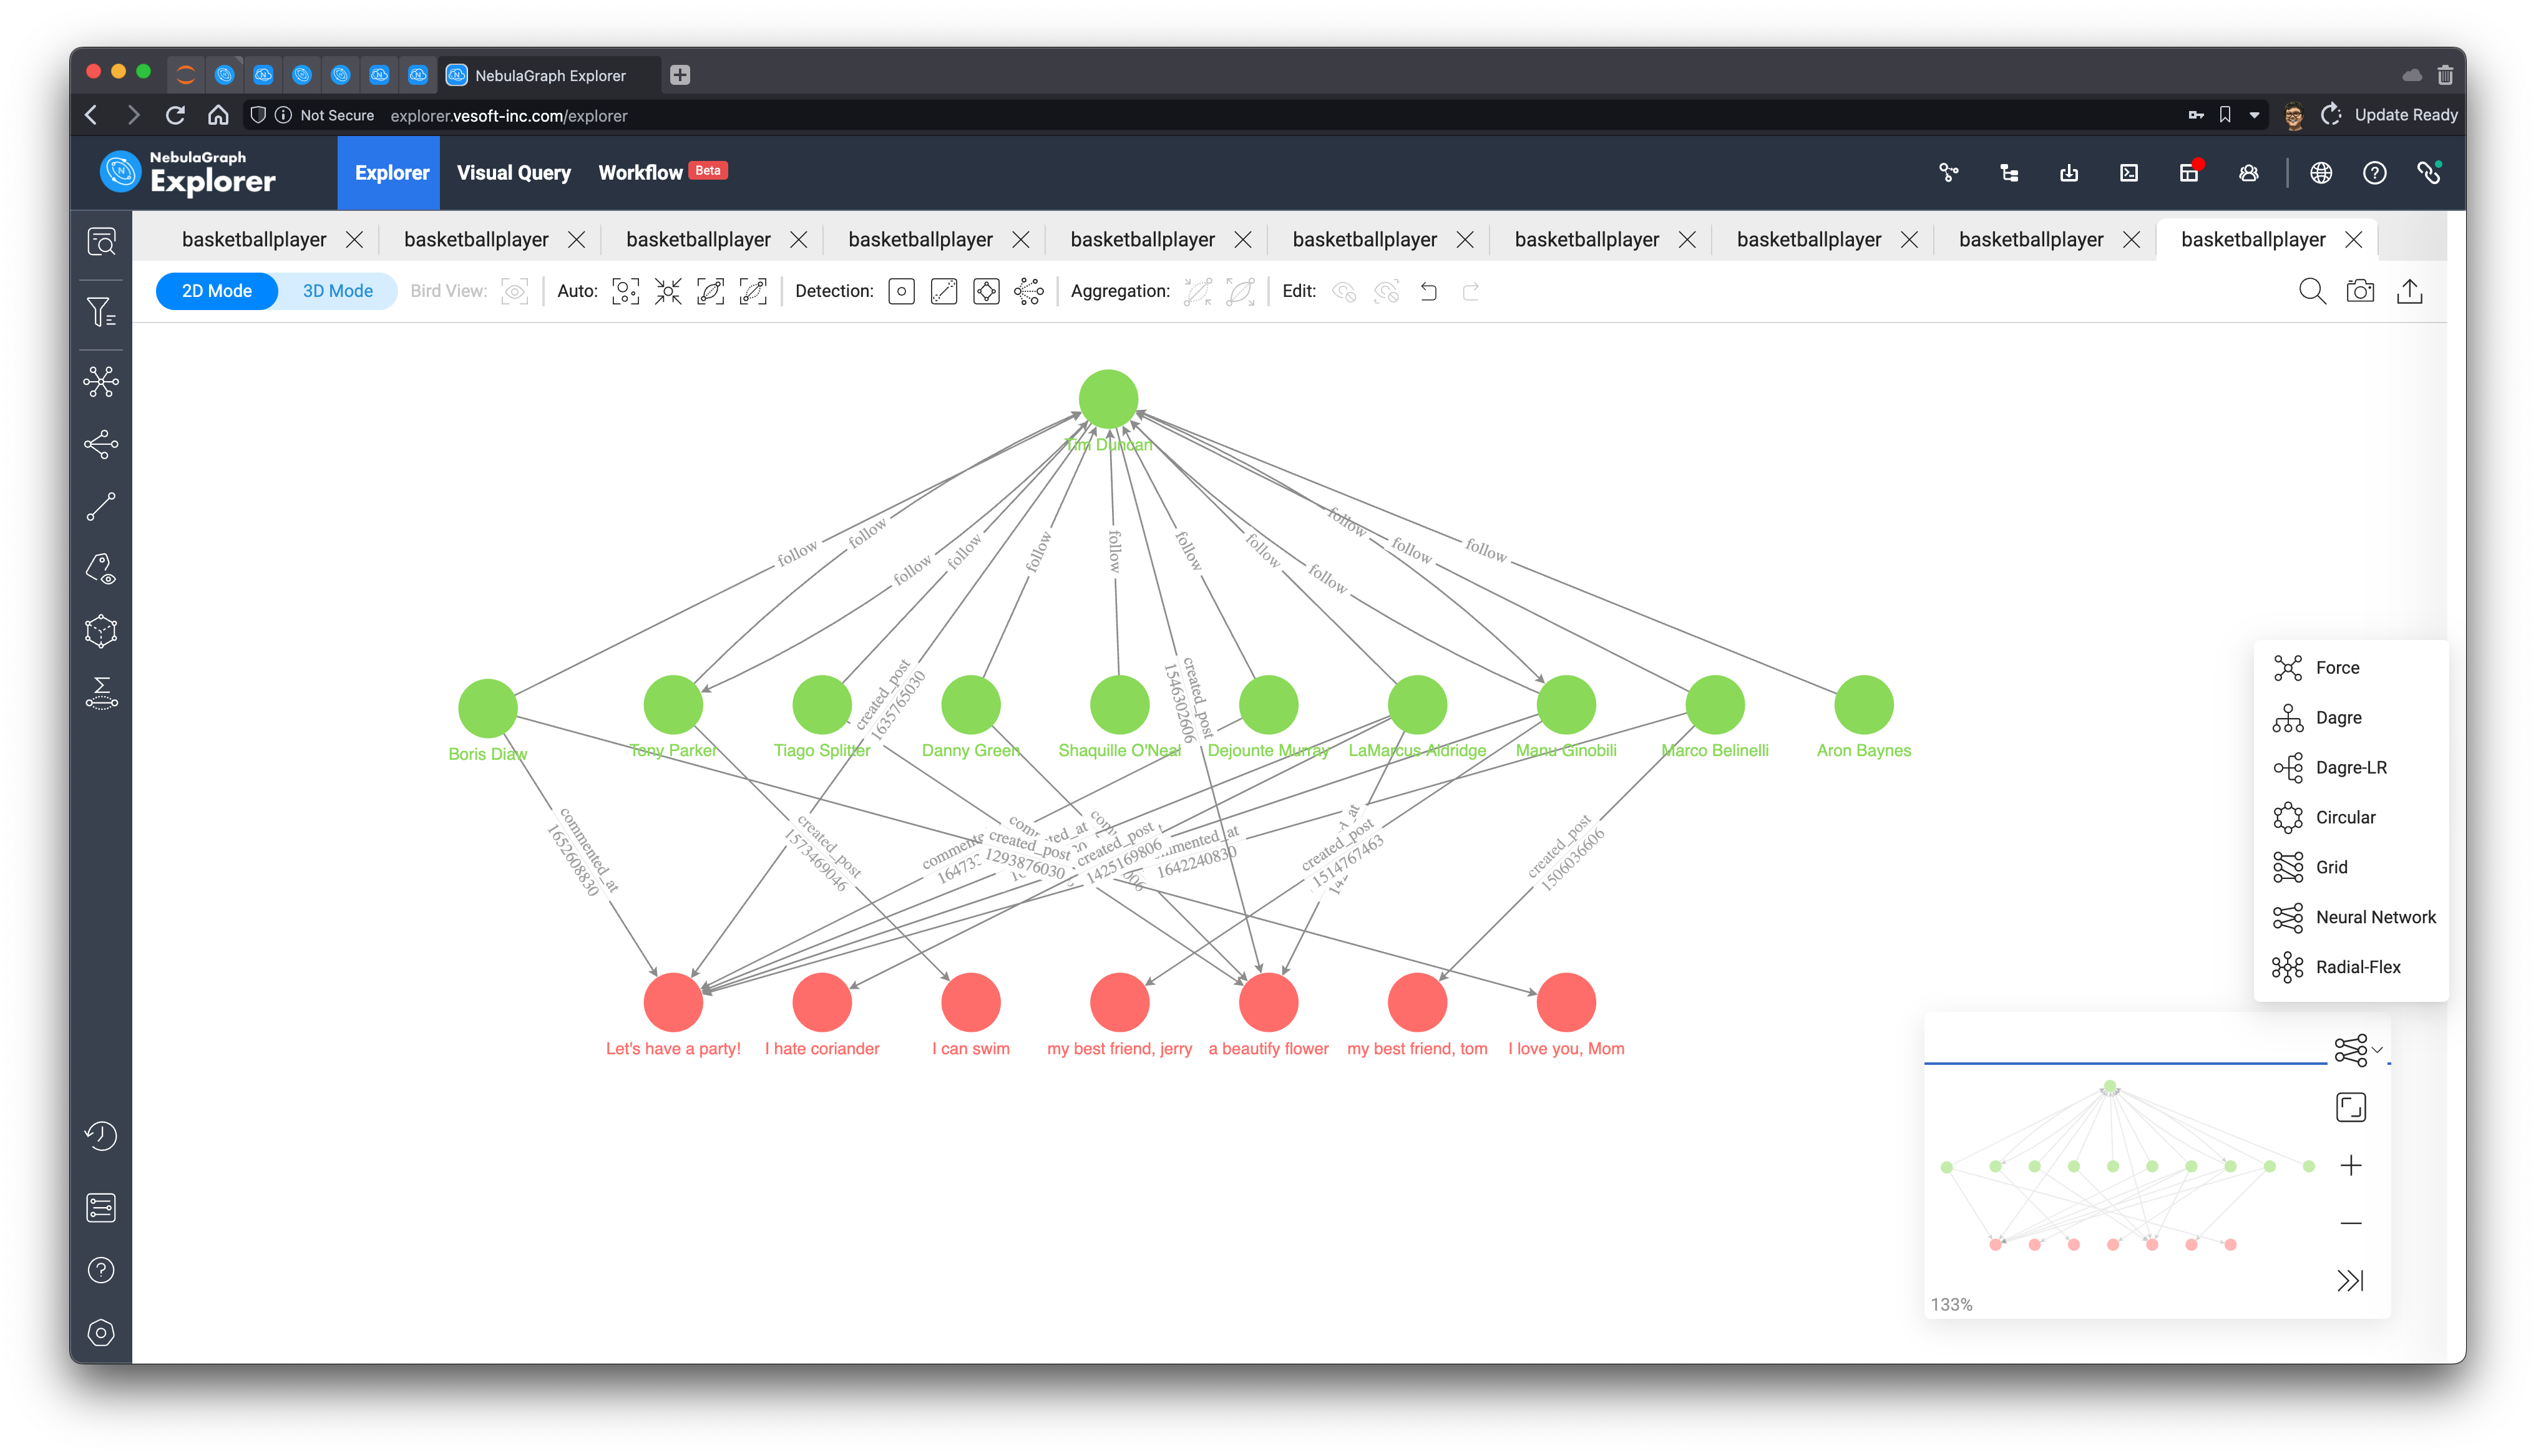 NebulaGraph Explorer
Not Secure explorer.vesoft-inc.com/explorer
Update Ready
NebulaGraph
Explorer
Explorer Visual Query Workflow Beta
basketballplayer basketballplayer basketballplayer basketballplayer basketballplayer basketballplayer basketballplayer basketballplayer basketballplayer basketballplayer
2D Mode 3D Mode Bird View: Auto: Detection: Aggregation: Edit:
Tim Duncan
follow follow follow follow follow follow follow follow follow follow follow follow
created_post
1635765030
created_post
1546302606
Boris Diaw Tony Parker Tiago Splitter Danny Green Shaquille O'Neal Dejounte Murray LaMarcus Aldridge Manu Ginobili Marco Belinelli Aron Baynes
commented_at
1652608830
created_post
1573469046
created_post
1293876030
created_post
1425169806
1642240830
created_post
1514767463
created_post
1506036606
Let's have a party! I hate coriander I can swim my best friend, jerry a beautify flower my best friend, tom I love you, Mom
Force
Dagre
Dagre-LR
Circular
Grid
Neural Network
Radial-Flex
133%